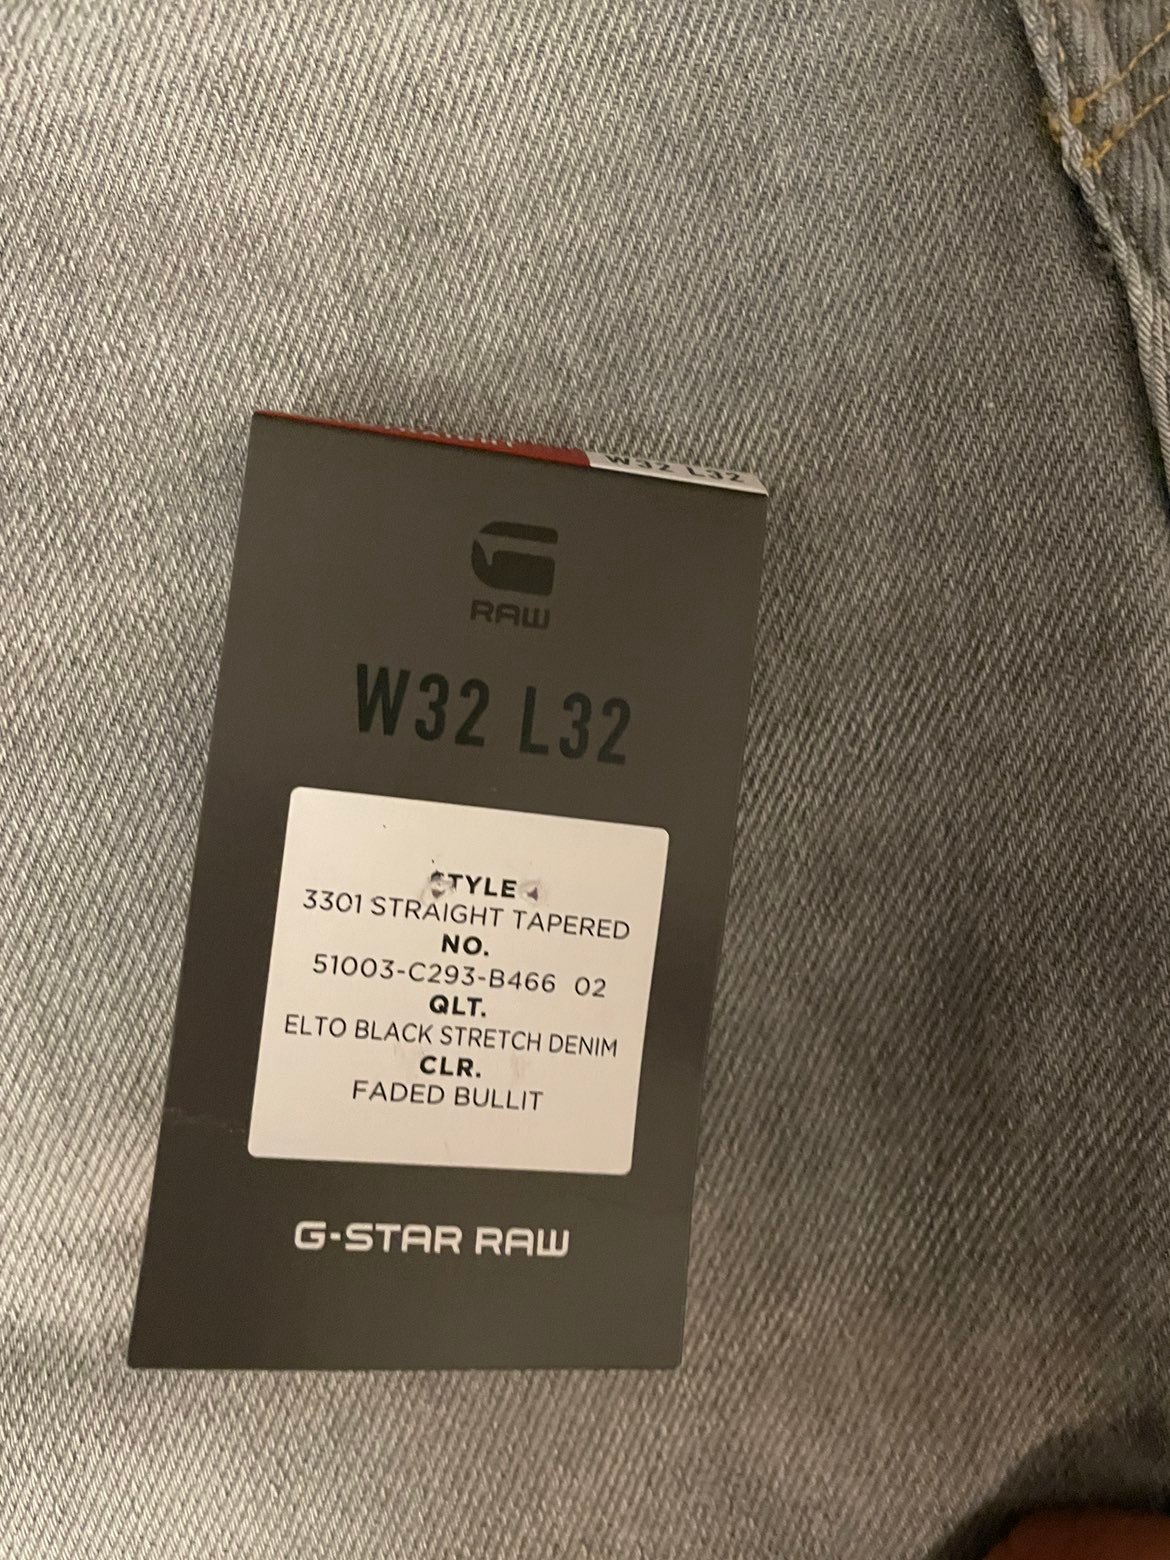 W32 L32
RAW
W32 L32
STYLE
3301 STRAIGHT TAPERED
NO.
51003-C293-B466 02
QLT.
ELTO BLACK STRETCH DENIM
CLR.
FADED BULLIT
G-STAR RAW